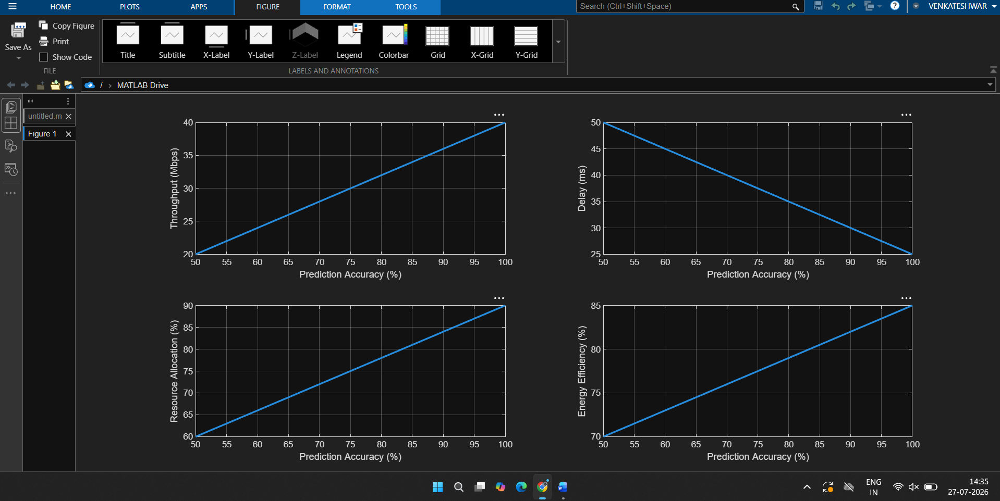 HOME PLOTS APPS FIGURE FORMAT TOOLS Search (Ctrl+Shift+Space) ? VENKATESHWAR
Save As
Copy Figure
Print
Show Code
FILE
Title Subtitle X-Label Y-Label Z-Label Legend Colorbar Grid X-Grid Y-Grid
LABELS AND ANNOTATIONS
/ › MATLAB Drive
untitled.m
Figure 1
40
35
30
25
20
50 55 60 65 70 75 80 85 90 95 100
Throughput (Mbps)
Prediction Accuracy (%)
50
45
40
35
30
25
50 55 60 65 70 75 80 85 90 95 100
Delay (ms)
Prediction Accuracy (%)
90
85
80
75
70
65
60
50 55 60 65 70 75 80 85 90 95 100
Resource Allocation (%)
Prediction Accuracy (%)
85
80
75
70
50 55 60 65 70 75 80 85 90 95 100
Energy Efficiency (%)
Prediction Accuracy (%)
W
ENG
IN
14:35
27-07-2026